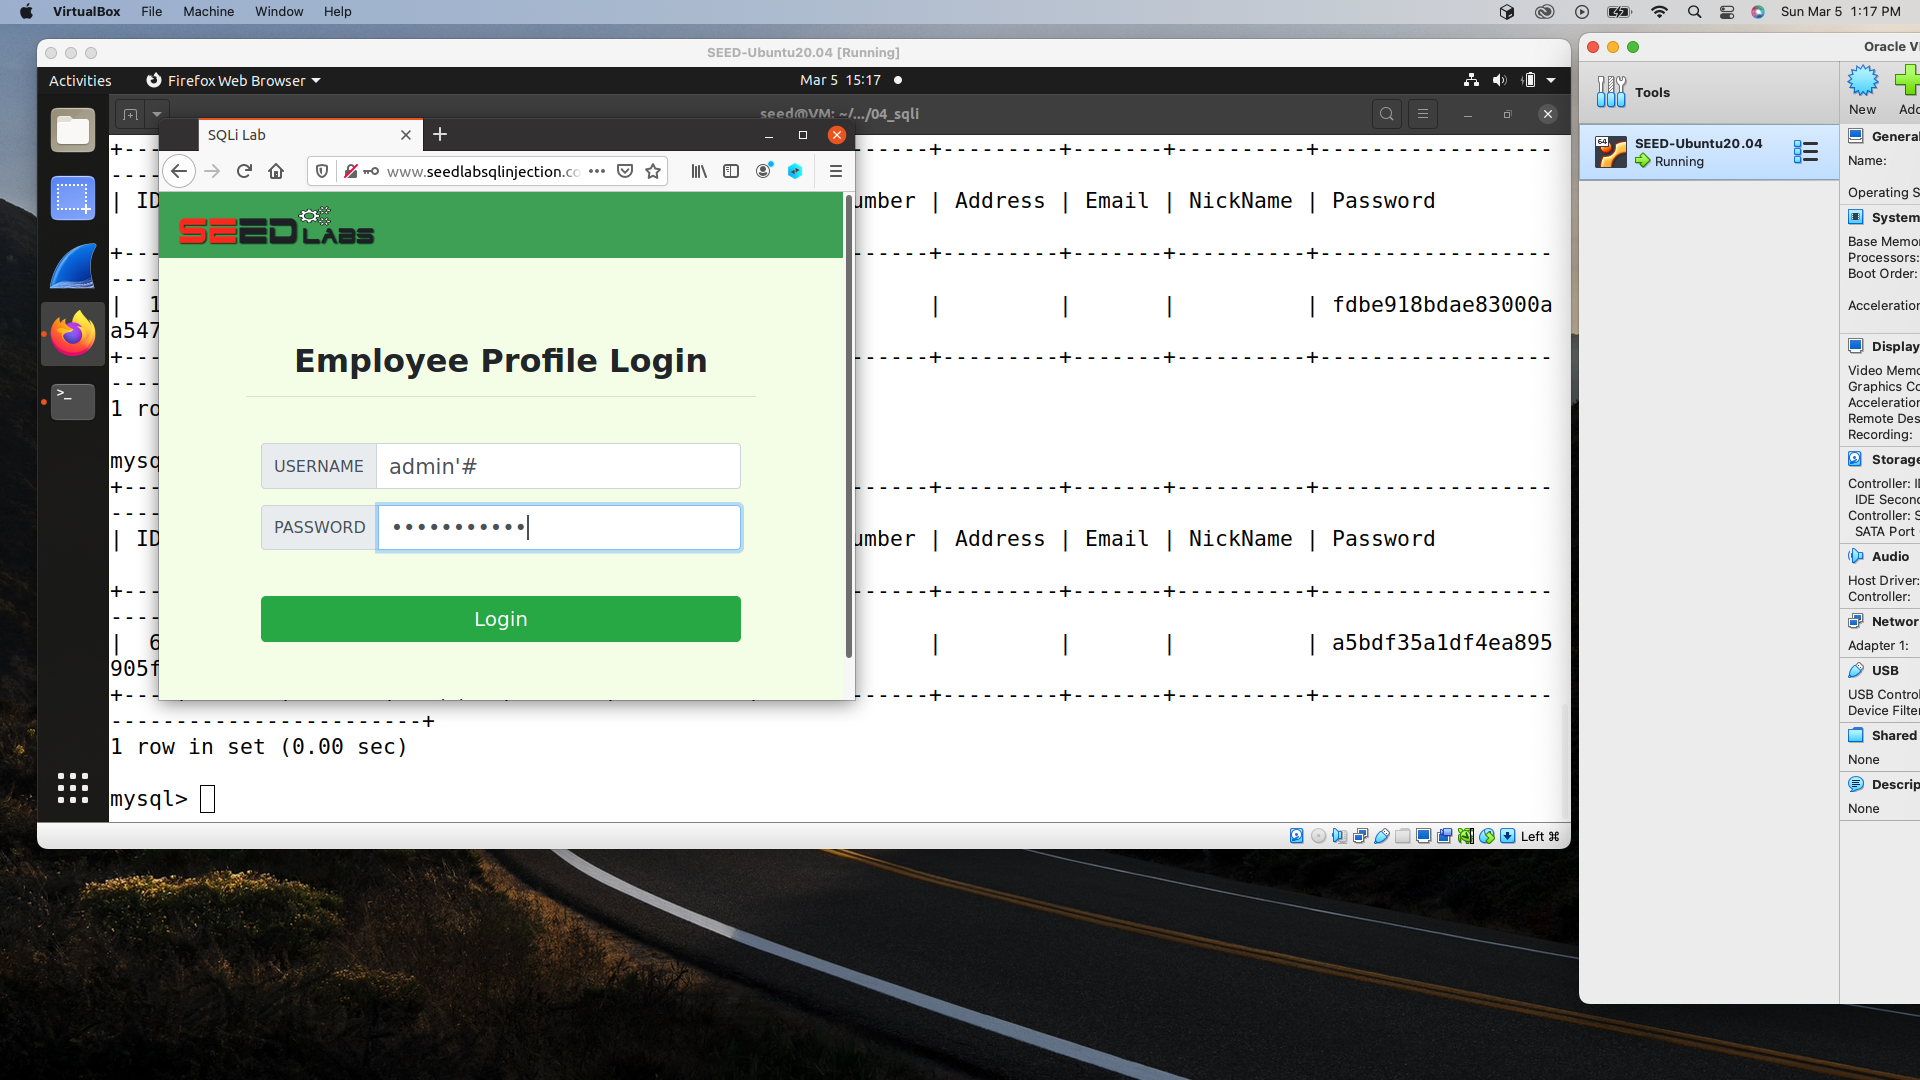 VirtualBox File Machine Window Help
Sun Mar 5 1:17 PM
SEED-Ubuntu20.04 [Running]
Activities
Firefox Web Browser
Mar 5 15:17
seed@VM: ~/.../04_sqli
SQLi Lab
www.seedlabsqlinjection.co
SEED LABS
Employee Profile Login
USERNAME
admin'#
PASSWORD
•••••••••••
Login
+---
------+---------+-------+----------+------------------
----
| ID
umber | Address | Email | NickName | Password
+---
------+---------+-------+----------+------------------
----
| 1
| | | | fdbe918bdae83000a
a547
+---
------+---------+-------+----------+------------------
----
1 ro
mysq
+---
------+---------+-------+----------+------------------
----
| ID
umber | Address | Email | NickName | Password
+---
------+---------+-------+----------+------------------
----
| 6
| | | | a5bdf35a1df4ea895
905f
+---
------+---------+-------+----------+------------------
------------------------+
1 row in set (0.00 sec)
mysql>
Left ⌘
Oracle V
Tools
New
Add
64
SEED-Ubuntu20.04
Running
General
Name:
Operating S
System
Base Memor
Processors:
Boot Order:
Acceleration
Display
Video Memo
Graphics Co
Acceleration
Remote Des
Recording:
Storage
Controller: ID
IDE Second
Controller: S
SATA Port
Audio
Host Driver:
Controller:
Networ
Adapter 1:
USB
USB Control
Device Filter
Shared
None
Descrip
None